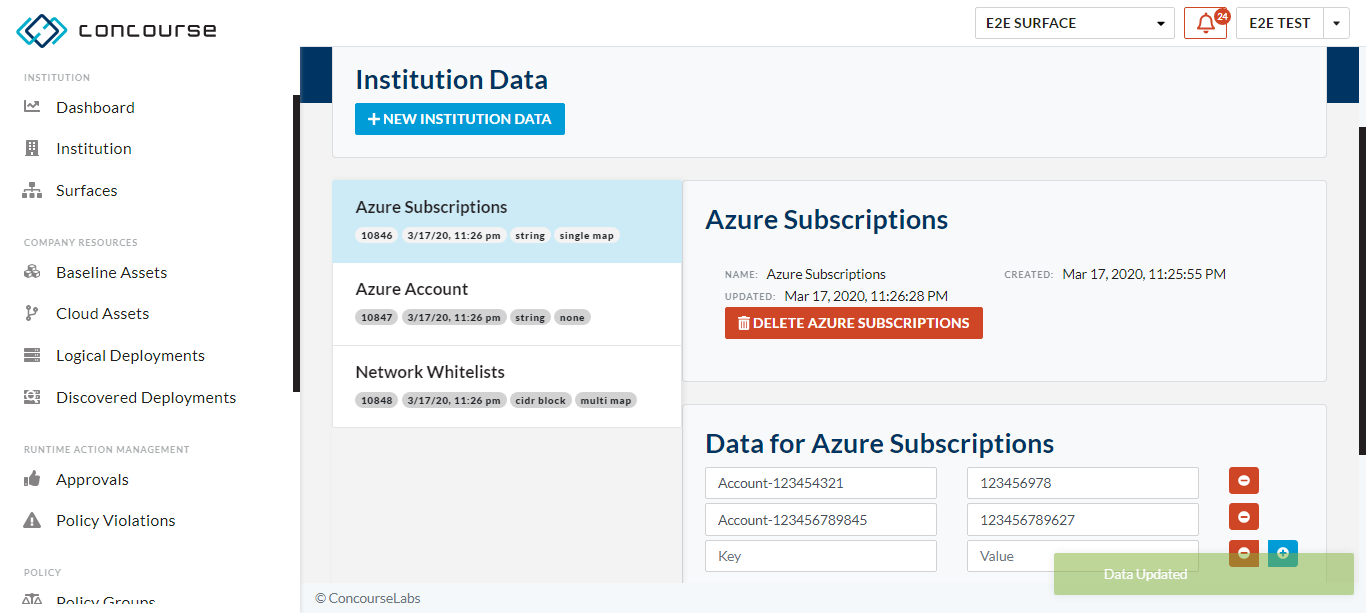 concourse
E2E SURFACE
24
E2E TEST
INSTITUTION
Dashboard
Institution
Surfaces
COMPANY RESOURCES
Baseline Assets
Cloud Assets
Logical Deployments
Discovered Deployments
RUNTIME ACTION MANAGEMENT
Approvals
Policy Violations
POLICY
Policy Groups
Institution Data
NEW INSTITUTION DATA
Azure Subscriptions
10846 3/17/20, 11:26 pm string single map
Azure Account
10847 3/17/20, 11:26 pm string none
Network Whitelists
10848 3/17/20, 11:26 pm cidr block multi map
Azure Subscriptions
NAME: Azure Subscriptions
CREATED: Mar 17, 2020, 11:25:55 PM
UPDATED: Mar 17, 2020, 11:26:28 PM
DELETE AZURE SUBSCRIPTIONS
Data for Azure Subscriptions
Account-123454321 123456978
Account-123456789845 123456789627
Key Value
Data Updated
© ConcourseLabs